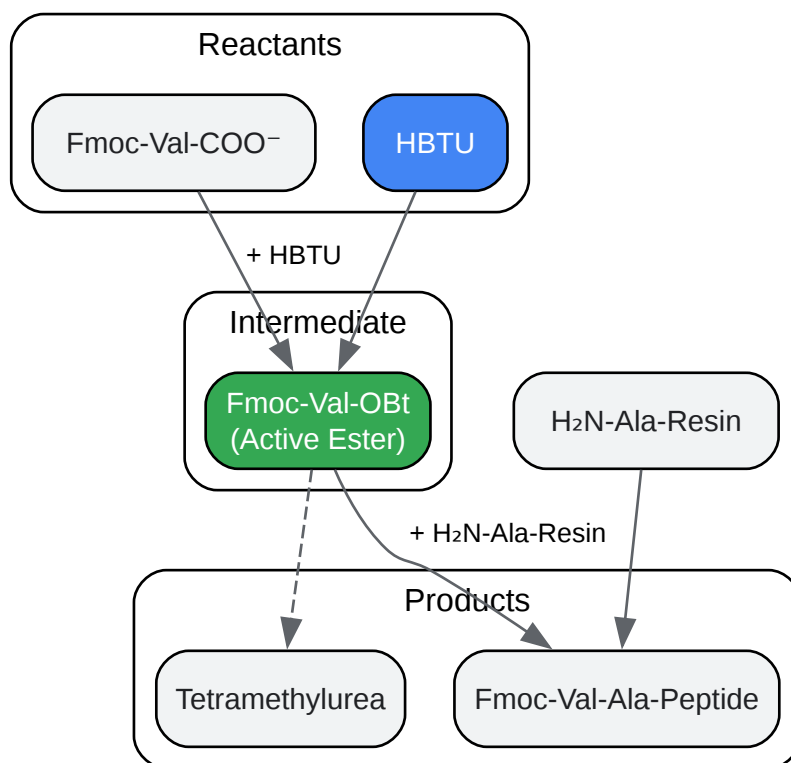 Reactants
Fmoc-Val-COO⁻
HBTU
+ HBTU
Intermediate
Fmoc-Val-OBt
(Active Ester)
H₂N-Ala-Resin
+ H₂N-Ala-Resin
Products
Tetramethylurea
Fmoc-Val-Ala-Peptide